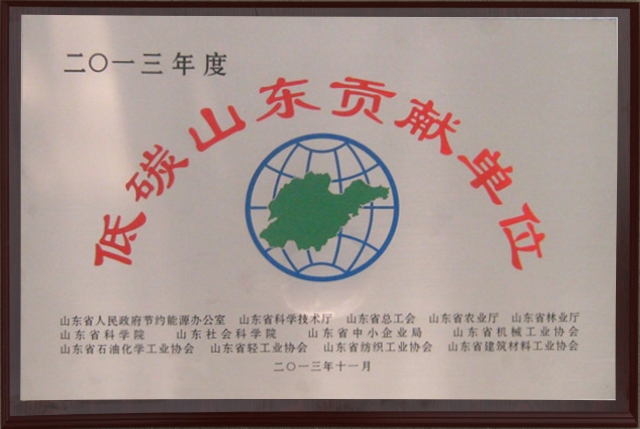 二〇一三年度
低碳山东贡献单位
山东省人民政府节约能源办公室 山东省科学技术厅 山东省总工会 山东省农业厅 山东省林业厅
山东省科学院 山东社会科学院 山东省中小企业局 山东省机械工业协会
山东省石油化学工业协会 山东省轻工业协会 山东省纺织工业协会 山东省建筑材料工业协会
二〇一三年十一月